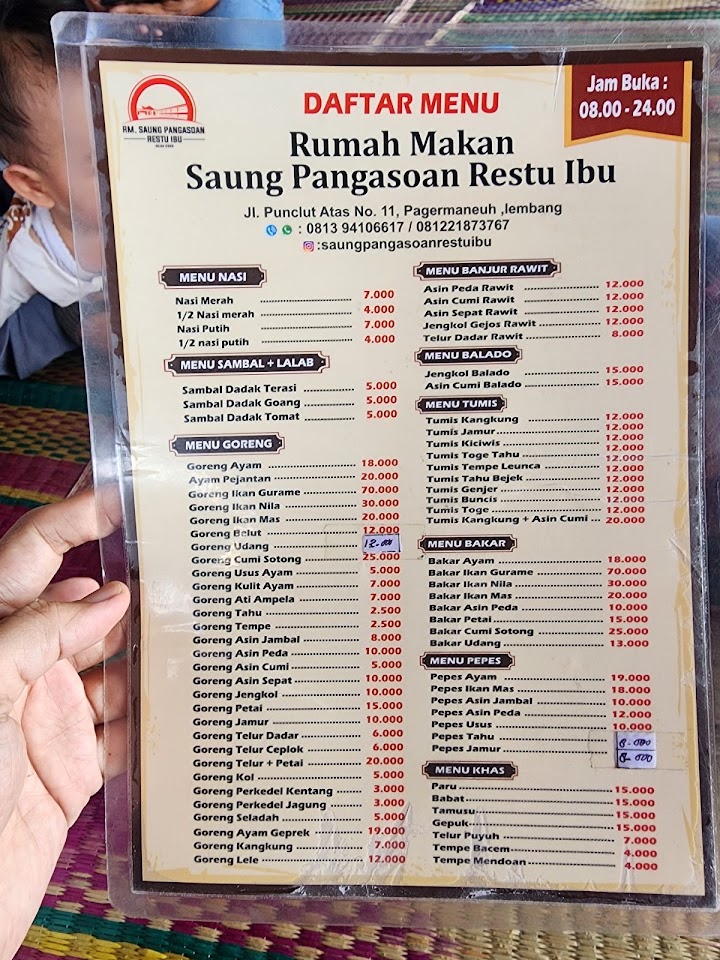 RM. SAUNG PANGASOAN
RESTU IBU
DAFTAR MENU
Jam Buka :
08.00 - 24.00
Rumah Makan
Saung Pangasoan Restu Ibu
Jl. Punclut Atas No. 11, Pagermaneuh ,lembang
: 0813 94106617 / 081221873767
:saungpangasoanrestuibu
MENU NASI
Nasi Merah 7.000
1/2 Nasi merah 4.000
Nasi Putih 7.000
1/2 nasi putih 4.000
MENU SAMBAL + LALAB
Sambal Dadak Terasi 5.000
Sambal Dadak Goang 5.000
Sambal Dadak Tomat 5.000
MENU GORENG
Goreng Ayam 18.000
Ayam Pejantan 20.000
Goreng Ikan Gurame 70.000
Goreng Ikan Nila 30.000
Goreng Ikan Mas 20.000
Goreng Belut 12.000
Goreng Udang 12.000
Goreng Cumi Sotong 25.000
Goreng Usus Ayam 5.000
Goreng Kulit Ayam 7.000
Goreng Ati Ampela 7.000
Goreng Tahu 2.500
Goreng Tempe 2.500
Goreng Asin Jambal 8.000
Goreng Asin Peda 10.000
Goreng Asin Cumi 5.000
Goreng Asin Sepat 10.000
Goreng Jengkol 10.000
Goreng Petai 15.000
Goreng Jamur 10.000
Goreng Telur Dadar 6.000
Goreng Telur Ceplok 6.000
Goreng Telur + Petai 20.000
Goreng Kol 5.000
Goreng Perkedel Kentang 3.000
Goreng Perkedel Jagung 3.000
Goreng Seladah 5.000
Goreng Ayam Geprek 19.000
Goreng Kangkung 7.000
Goreng Lele 12.000
MENU BANJUR RAWIT
Asin Peda Rawit 12.000
Asin Cumi Rawit 12.000
Asin Sepat Rawit 12.000
Jengkol Gejos Rawit 12.000
Telur Dadar Rawit 8.000
MENU BALADO
Jengkol Balado 15.000
Asin Cumi Balado 15.000
MENU TUMIS
Tumis Kangkung 12.000
Tumis Jamur 12.000
Tumis Kiciwis 12.000
Tumis Toge Tahu 12.000
Tumis Tempe Leunca 12.000
Tumis Tahu Bejek 12.000
Tumis Genjer 12.000
Tumis Buncis 12.000
Tumis Toge 12.000
Tumis Kangkung + Asin Cumi ... 20.000
MENU BAKAR
Bakar Ayam 18.000
Bakar Ikan Gurame 70.000
Bakar Ikan Nila 30.000
Bakar Ikan Mas 20.000
Bakar Asin Peda 10.000
Bakar Petai 15.000
Bakar Cumi Sotong 25.000
Bakar Udang 13.000
MENU PEPES
Pepes Ayam 19.000
Pepes Ikan Mas 18.000
Pepes Asin Jambal 10.000
Pepes Asin Peda 12.000
Pepes Usus 10.000
Pepes Tahu
Pepes Jamur
MENU KHAS
Paru 15.000
Babat 15.000
Tamusu 15.000
Gepuk 15.000
Telur Puyuh 7.000
Tempe Bacem 4.000
Tempe Mendoan 4.000